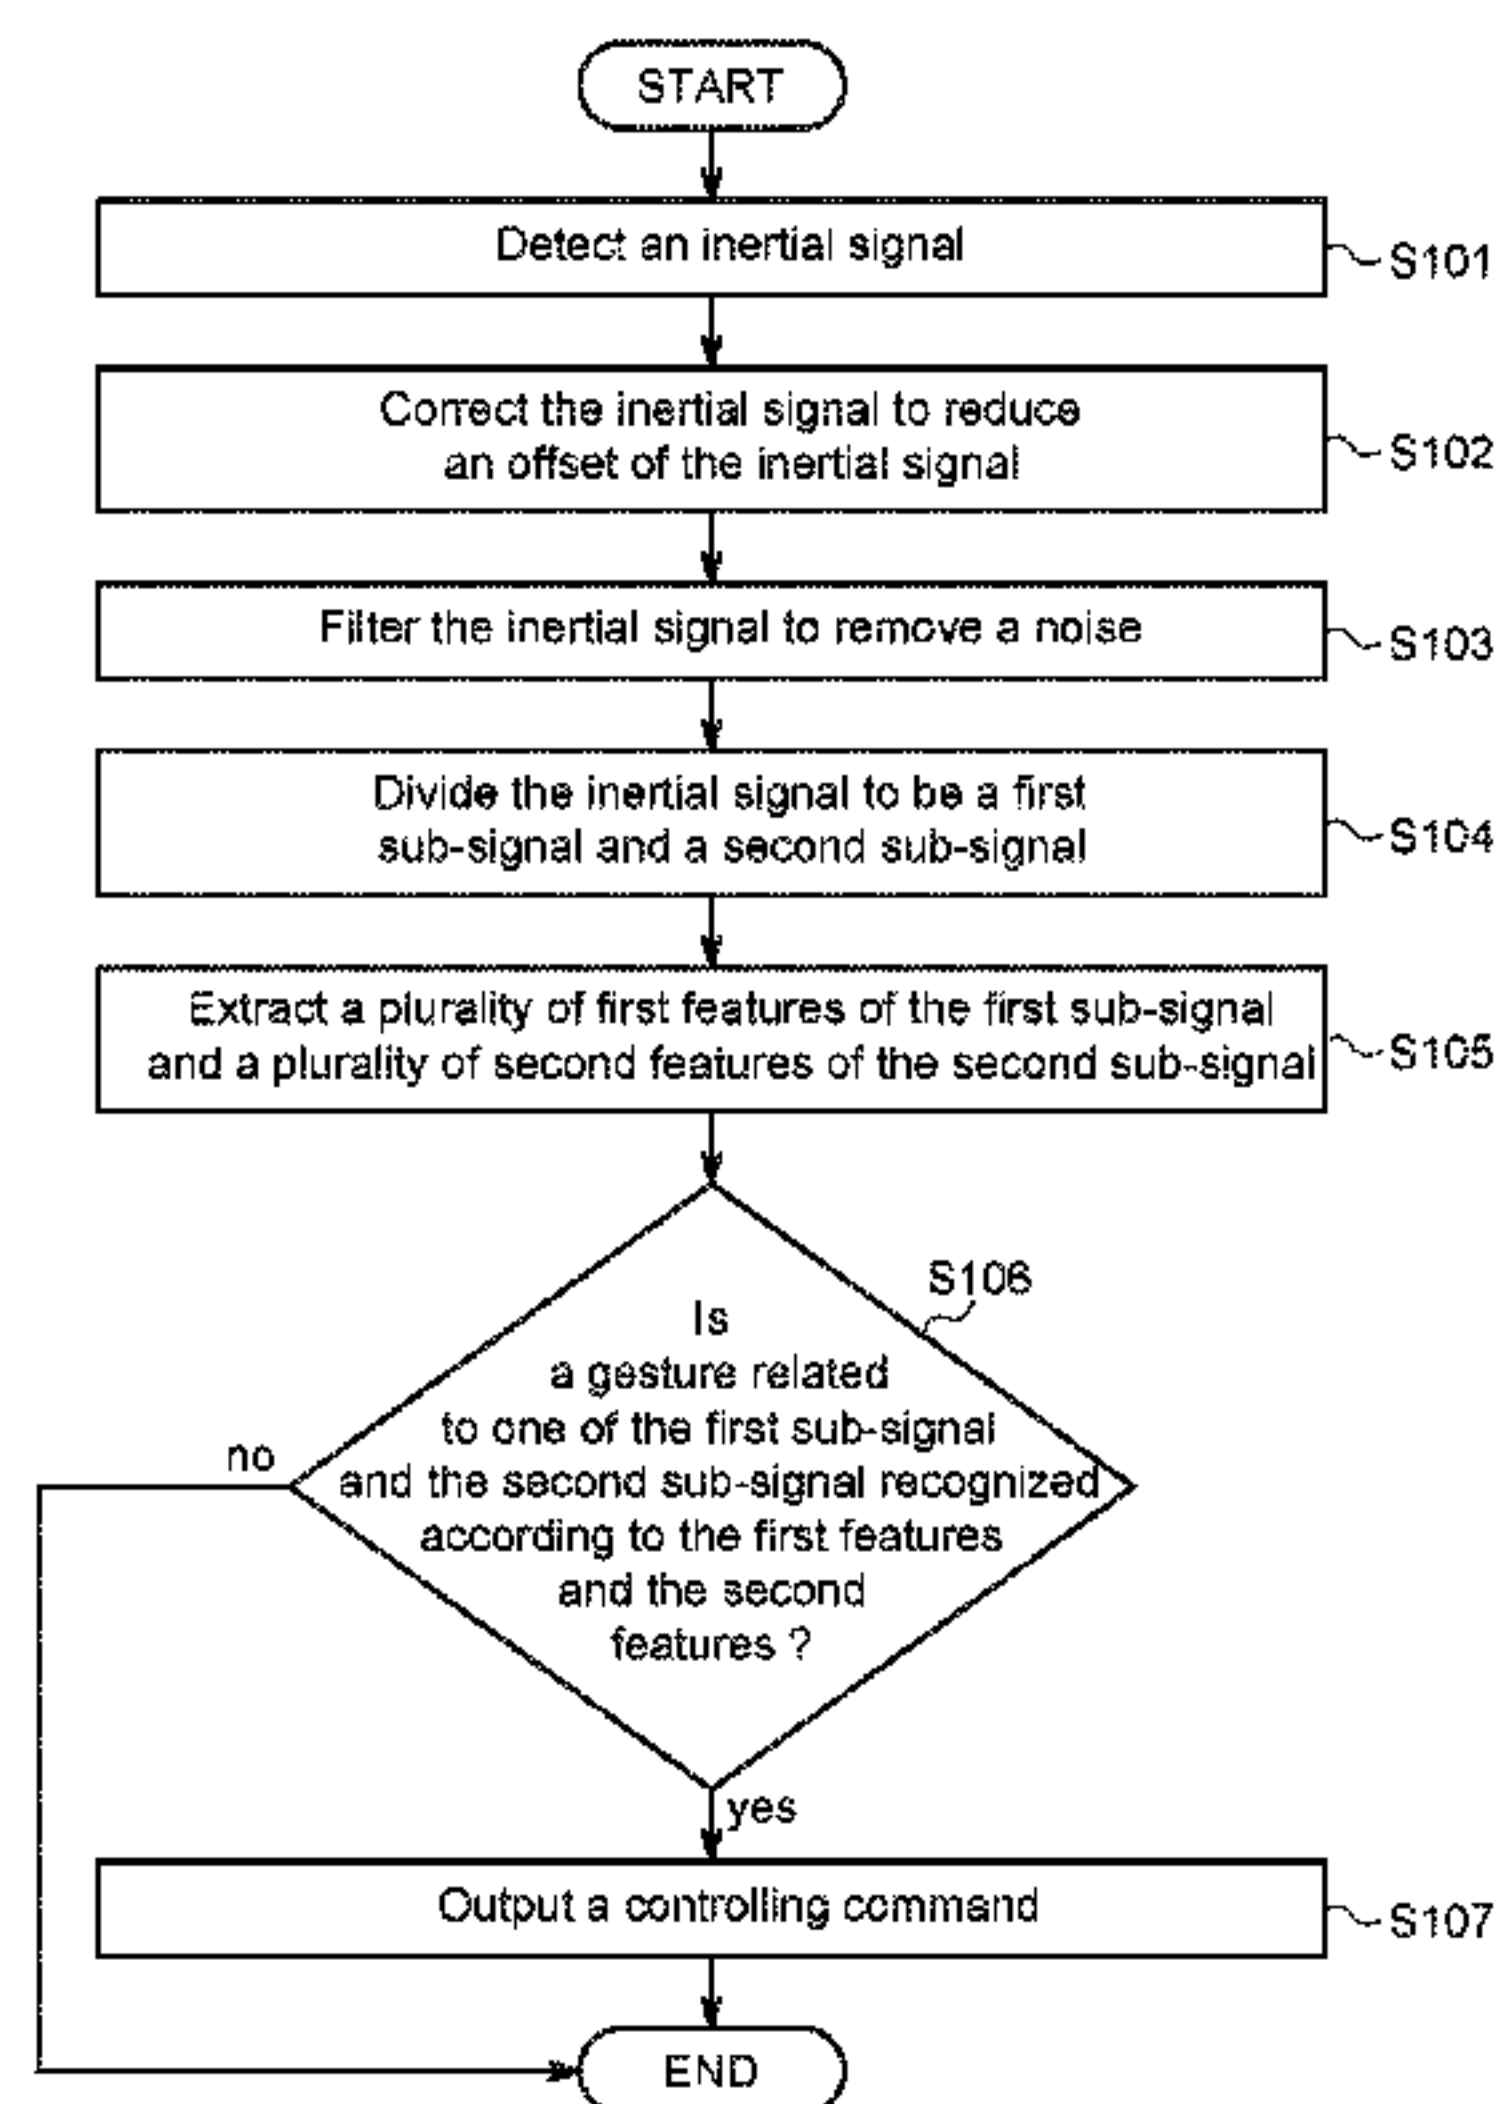 START
Detect an inertial signal
S101
Correct the inertial signal to reduce
an offset of the inertial signal
S102
Filter the inertial signal to remove a noise
S103
Divide the inertial signal to be a first
sub-signal and a second sub-signal
S104
Extract a plurality of first features of the first sub-signal
and a plurality of second features of the second sub-signal
S105
S106
Is
a gesture related
to one of the first sub-signal
and the second sub-signal recognized
according to the first features
and the second
features ?
no
yes
Output a controlling command
S107
END